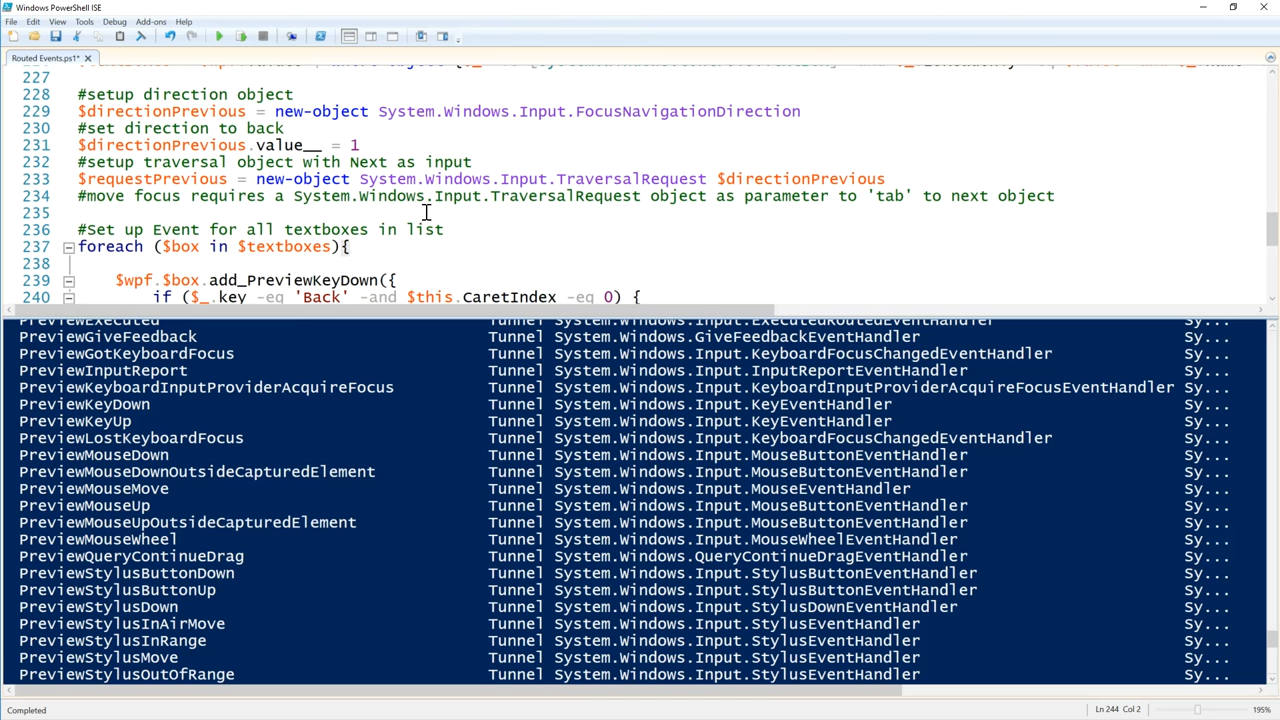 Windows PowerShell ISE
File Edit View Tools Debug Add-ons Help
Routed Events.ps1*
227
228 #setup direction object
229 $directionPrevious = new-object System.Windows.Input.FocusNavigationDirection
230 #set direction to back
231 $directionPrevious.value__ = 1
232 #setup traversal object with Next as input
233 $requestPrevious = new-object System.Windows.Input.TraversalRequest $directionPrevious
234 #move focus requires a System.Windows.Input.TraversalRequest object as parameter to 'tab' to next object
235
236 #Set up Event for all textboxes in list
237 foreach ($box in $textboxes){
238
239 $wpf.$box.add_PreviewKeyDown({
240 if ($_.key -eq 'Back' -and $this.CaretIndex -eq 0) {
PreviewExecuted Tunnel System.Windows.Input.ExecutedRoutedEventHandler Sy...
PreviewGiveFeedback Tunnel System.Windows.GiveFeedbackEventHandler Sy...
PreviewGotKeyboardFocus Tunnel System.Windows.Input.KeyboardFocusChangedEventHandler Sy...
PreviewInputReport Tunnel System.Windows.Input.InputReportEventHandler Sy...
PreviewKeyboardInputProviderAcquireFocus Tunnel System.Windows.Input.KeyboardInputProviderAcquireFocusEventHandler Sy...
PreviewKeyDown Tunnel System.Windows.Input.KeyEventHandler Sy...
PreviewKeyUp Tunnel System.Windows.Input.KeyEventHandler Sy...
PreviewLostKeyboardFocus Tunnel System.Windows.Input.KeyboardFocusChangedEventHandler Sy...
PreviewMouseDown Tunnel System.Windows.Input.MouseButtonEventHandler Sy...
PreviewMouseDownOutsideCapturedElement Tunnel System.Windows.Input.MouseButtonEventHandler Sy...
PreviewMouseMove Tunnel System.Windows.Input.MouseEventHandler Sy...
PreviewMouseUp Tunnel System.Windows.Input.MouseButtonEventHandler Sy...
PreviewMouseUpOutsideCapturedElement Tunnel System.Windows.Input.MouseButtonEventHandler Sy...
PreviewMouseWheel Tunnel System.Windows.Input.MouseWheelEventHandler Sy...
PreviewQueryContinueDrag Tunnel System.Windows.QueryContinueDragEventHandler Sy...
PreviewStylusButtonDown Tunnel System.Windows.Input.StylusButtonEventHandler Sy...
PreviewStylusButtonUp Tunnel System.Windows.Input.StylusButtonEventHandler Sy...
PreviewStylusDown Tunnel System.Windows.Input.StylusDownEventHandler Sy...
PreviewStylusInAirMove Tunnel System.Windows.Input.StylusEventHandler Sy...
PreviewStylusInRange Tunnel System.Windows.Input.StylusEventHandler Sy...
PreviewStylusMove Tunnel System.Windows.Input.StylusEventHandler Sy...
PreviewStylusOutOfRange Tunnel System.Windows.Input.StylusEventHandler Sy...
Completed Ln 244 Col 2 195%